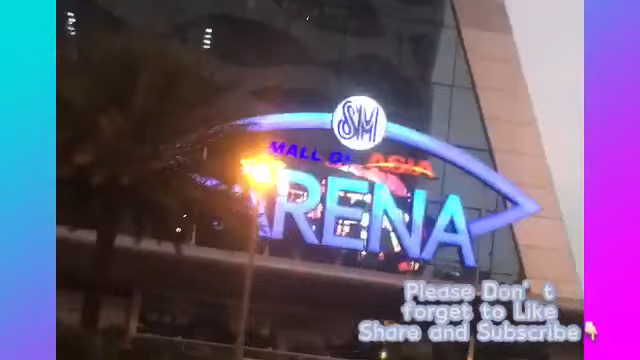 SM
MALL OF ASIA
ARENA
Please Don't
forget to Like
Share and Subscribe👇